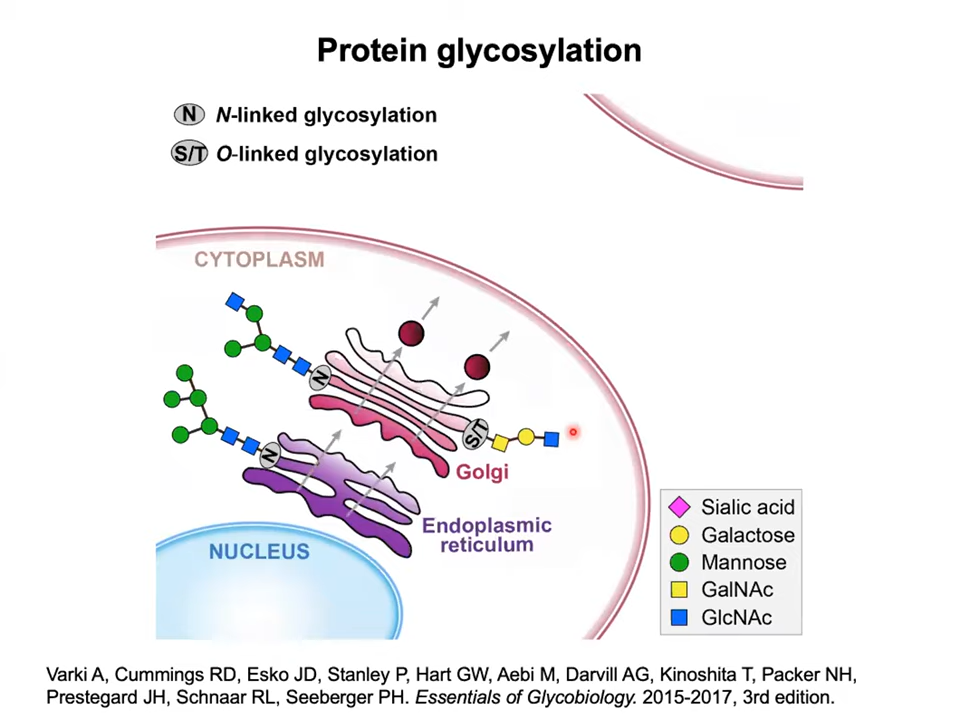 Protein glycosylation
N N-linked glycosylation
S/T O-linked glycosylation
CYTOPLASM
N
N
S/T
Golgi
Endoplasmic
reticulum
NUCLEUS
Sialic acid
Galactose
Mannose
GalNAc
GlcNAc
Varki A, Cummings RD, Esko JD, Stanley P, Hart GW, Aebi M, Darvill AG, Kinoshita T, Packer NH,
Prestegard JH, Schnaar RL, Seeberger PH. Essentials of Glycobiology. 2015-2017, 3rd edition.